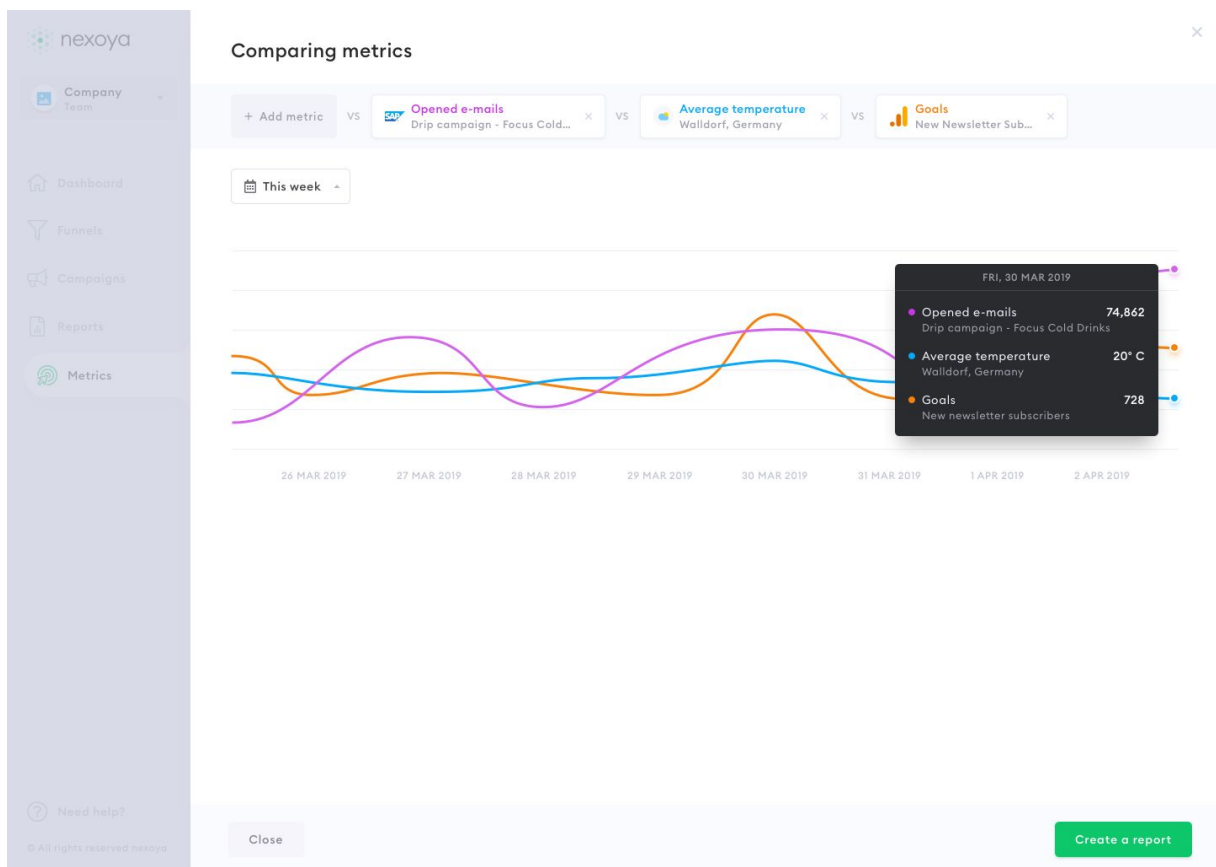 nexoya
Comparing metrics
Company
Team
+ Add metric
VS
SAP
Opened e-mails
Drip campaign - Focus Cold...
VS
Average temperature
Walldorf, Germany
VS
Goals
New Newsletter Sub...
Dashboard
Funnels
Campaigns
Reports
Metrics
This week
FRI, 30 MAR 2019
Opened e-mails 74,862
Drip campaign - Focus Cold Drinks
Average temperature 20° C
Walldorf, Germany
Goals 728
New newsletter subscribers
26 MAR 2019 27 MAR 2019 28 MAR 2019 29 MAR 2019 30 MAR 2019 31 MAR 2019 1 APR 2019 2 APR 2019
? Need help?
© All rights reserved nexoya
Close
Create a report